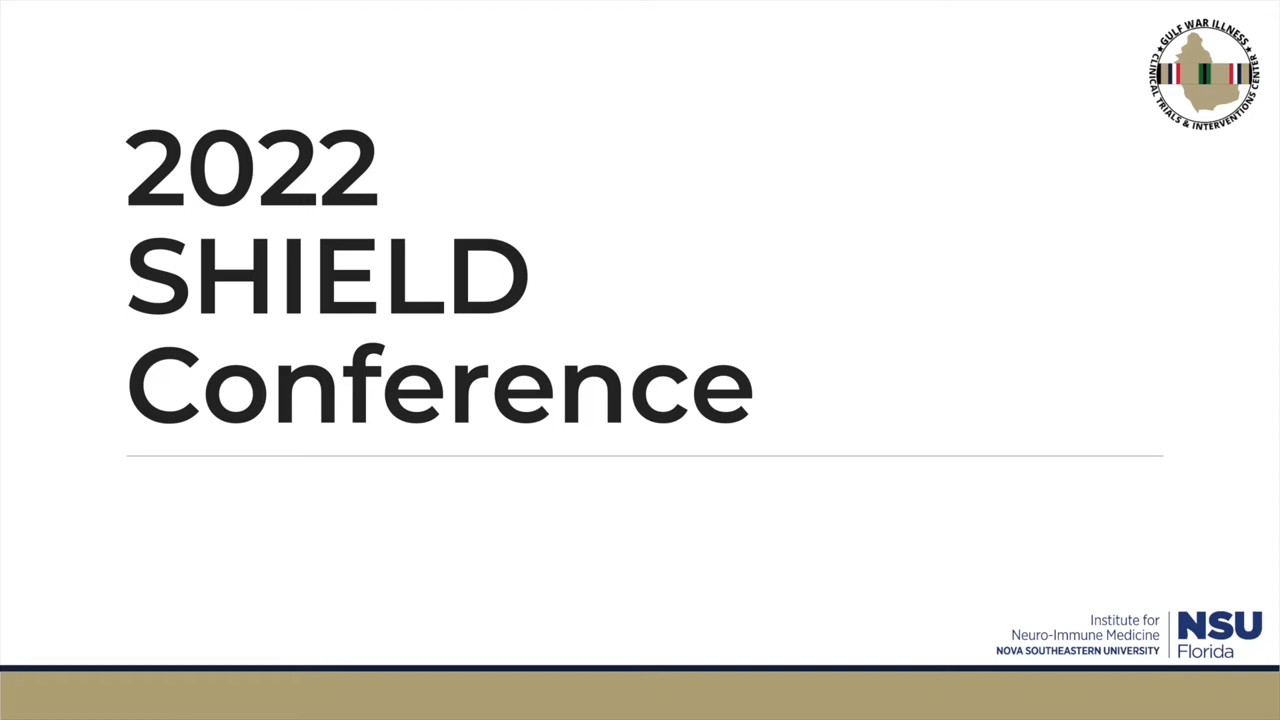 GULF WAR ILLNESS
CLINICAL TRIALS & INTERVENTIONS CENTER
2022
SHIELD
Conference
Institute for
Neuro-Immune Medicine
NOVA SOUTHEASTERN UNIVERSITY
NSU
Florida